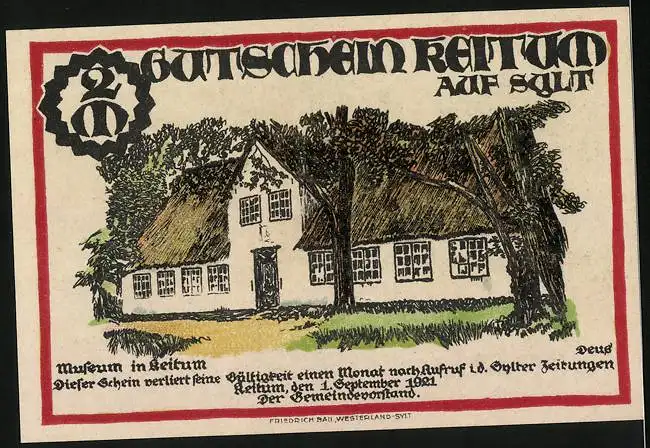 2
M
GUTSCHEIN KEITUM
AUF SYLT
Museum in Keitum
Deus
Dieser Schein verliert seine Gültigkeit einen Monat nach Aufruf i.d. Sylter Zeitungen
Keitum, den 1. September 1921
Der Gemeindevorstand.
FRIEDRICH BAU, WESTERLAND-SYLT